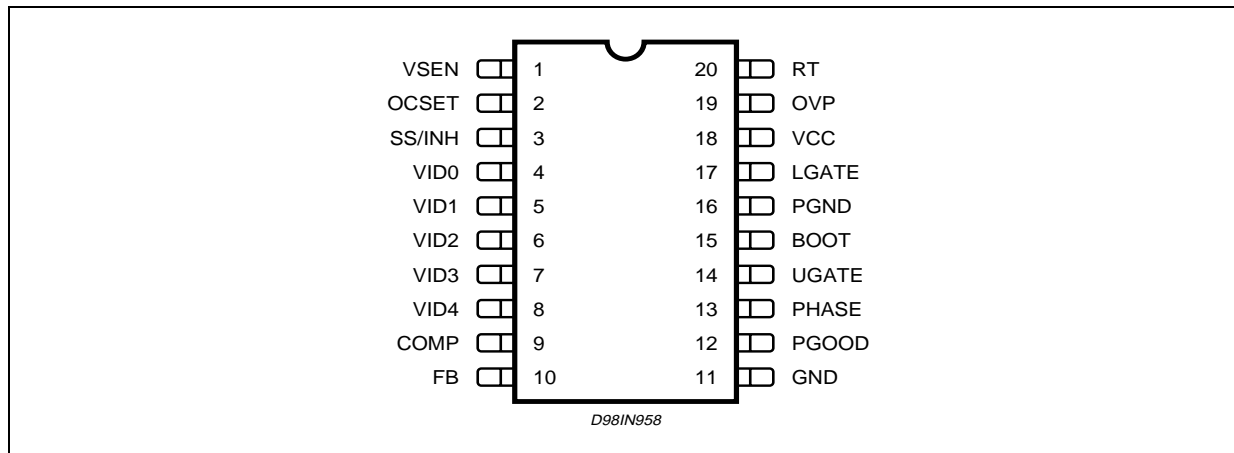 VSEN 1 20 RT
OCSET 2 19 OVP
SS/INH 3 18 VCC
VID0 4 17 LGATE
VID1 5 16 PGND
VID2 6 15 BOOT
VID3 7 14 UGATE
VID4 8 13 PHASE
COMP 9 12 PGOOD
FB 10 11 GND
D98IN958